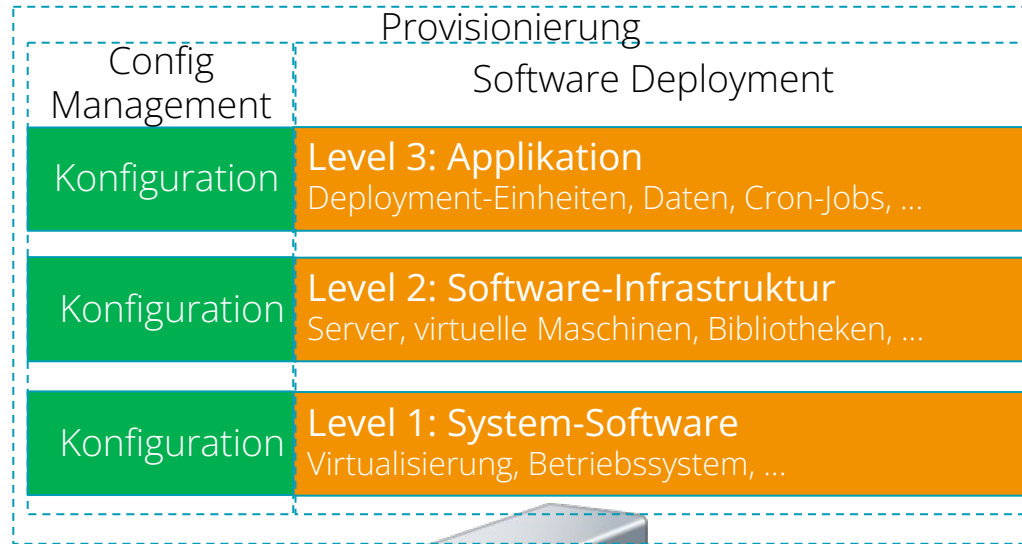 Provisionierung
Config
Management
Software Deployment
Konfiguration
Level 3: Applikation
Deployment-Einheiten, Daten, Cron-Jobs, ...
Konfiguration
Level 2: Software-Infrastruktur
Server, virtuelle Maschinen, Bibliotheken, ...
Konfiguration
Level 1: System-Software
Virtualisierung, Betriebssystem, ...